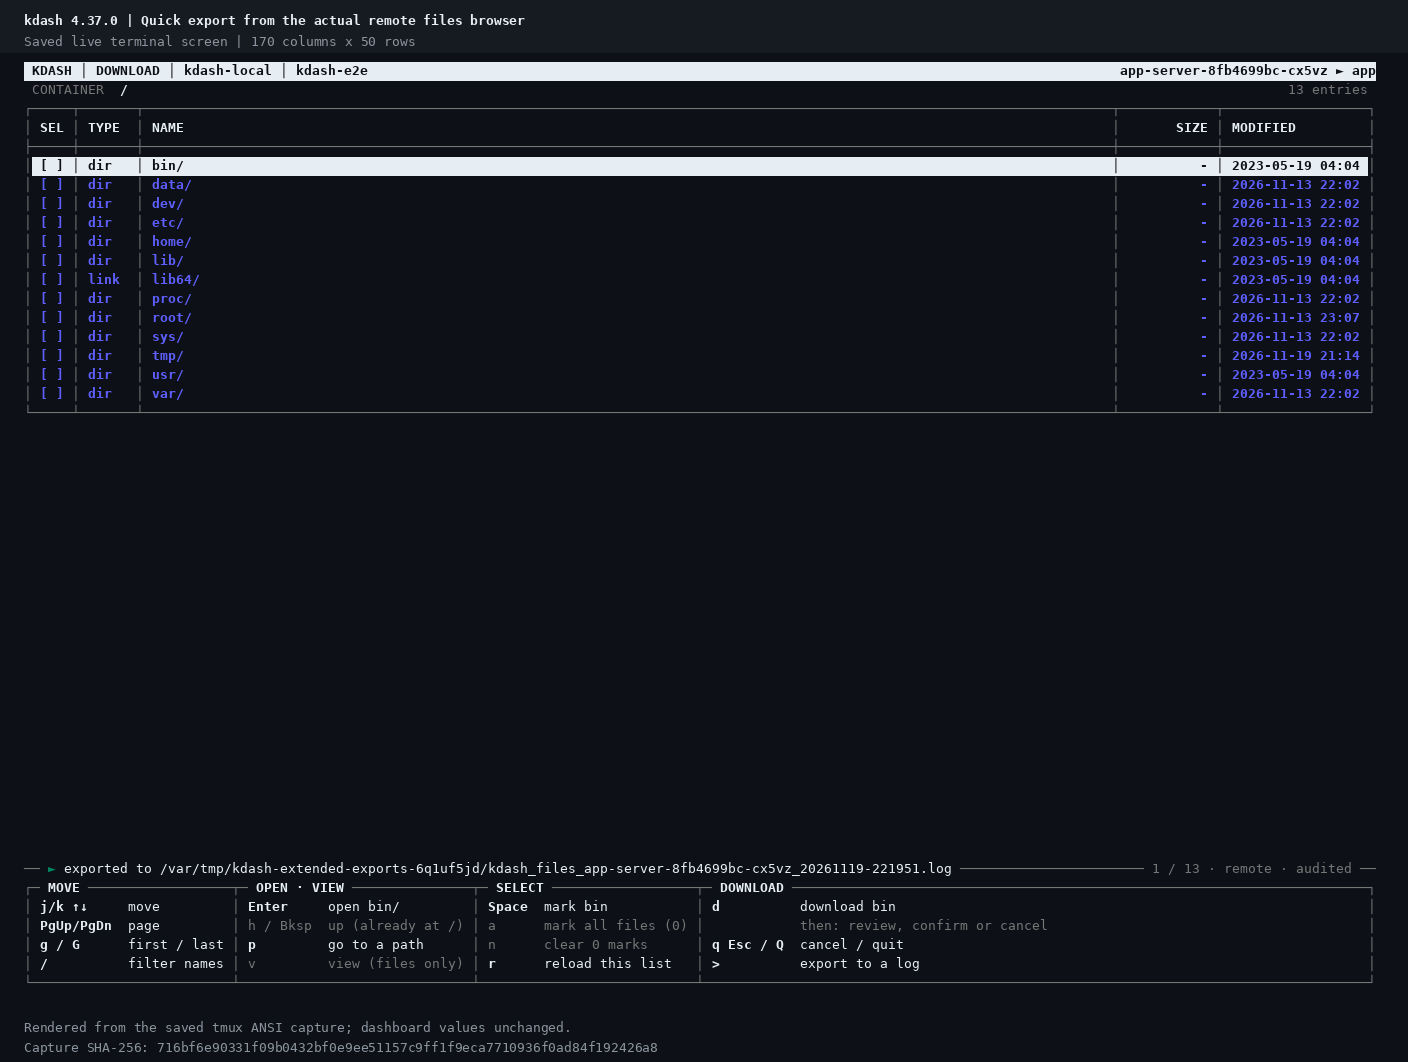 kdash 4.37.0 | Quick export from the actual remote files browser
Saved live terminal screen | 170 columns x 50 rows
KDASH │ DOWNLOAD │ kdash-local │ kdash-e2e app-server-8fb4699bc-cx5vz ► app
CONTAINER / 13 entries
SEL │ TYPE │ NAME │ SIZE │ MODIFIED
[ ] │ dir │ bin/ │ - │ 2023-05-19 04:04
[ ] │ dir │ data/ │ - │ 2026-11-13 22:02
[ ] │ dir │ dev/ │ - │ 2026-11-13 22:02
[ ] │ dir │ etc/ │ - │ 2026-11-13 22:02
[ ] │ dir │ home/ │ - │ 2023-05-19 04:04
[ ] │ dir │ lib/ │ - │ 2023-05-19 04:04
[ ] │ link │ lib64/ │ - │ 2023-05-19 04:04
[ ] │ dir │ proc/ │ - │ 2026-11-13 22:02
[ ] │ dir │ root/ │ - │ 2026-11-13 23:07
[ ] │ dir │ sys/ │ - │ 2026-11-13 22:02
[ ] │ dir │ tmp/ │ - │ 2026-11-19 21:14
[ ] │ dir │ usr/ │ - │ 2023-05-19 04:04
[ ] │ dir │ var/ │ - │ 2026-11-13 22:02
► exported to /var/tmp/kdash-extended-exports-6q1uf5jd/kdash_files_app-server-8fb4699bc-cx5vz_20261119-221951.log 1 / 13 · remote · audited
MOVE OPEN · VIEW SELECT DOWNLOAD
j/k ↑↓ move │ Enter open bin/ │ Space mark bin │ d download bin
PgUp/PgDn page │ h / Bksp up (already at /) │ a mark all files (0) │ then: review, confirm or cancel
g / G first / last │ p go to a path │ n clear 0 marks │ q Esc / Q cancel / quit
/ filter names │ v view (files only) │ r reload this list │ > export to a log
Rendered from the saved tmux ANSI capture; dashboard values unchanged.
Capture SHA-256: 716bf6e90331f09b0432bf0e9ee51157c9ff1f9eca7710936f0ad84f192426a8